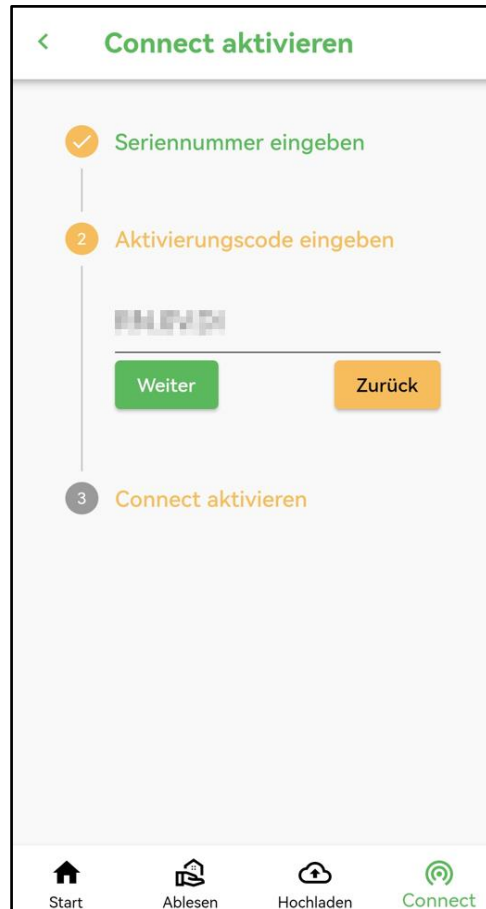 Connect aktivieren
Seriennummer eingeben
2 Aktivierungscode eingeben
Weiter Zurück
3 Connect aktivieren
Start Ablesen Hochladen Connect